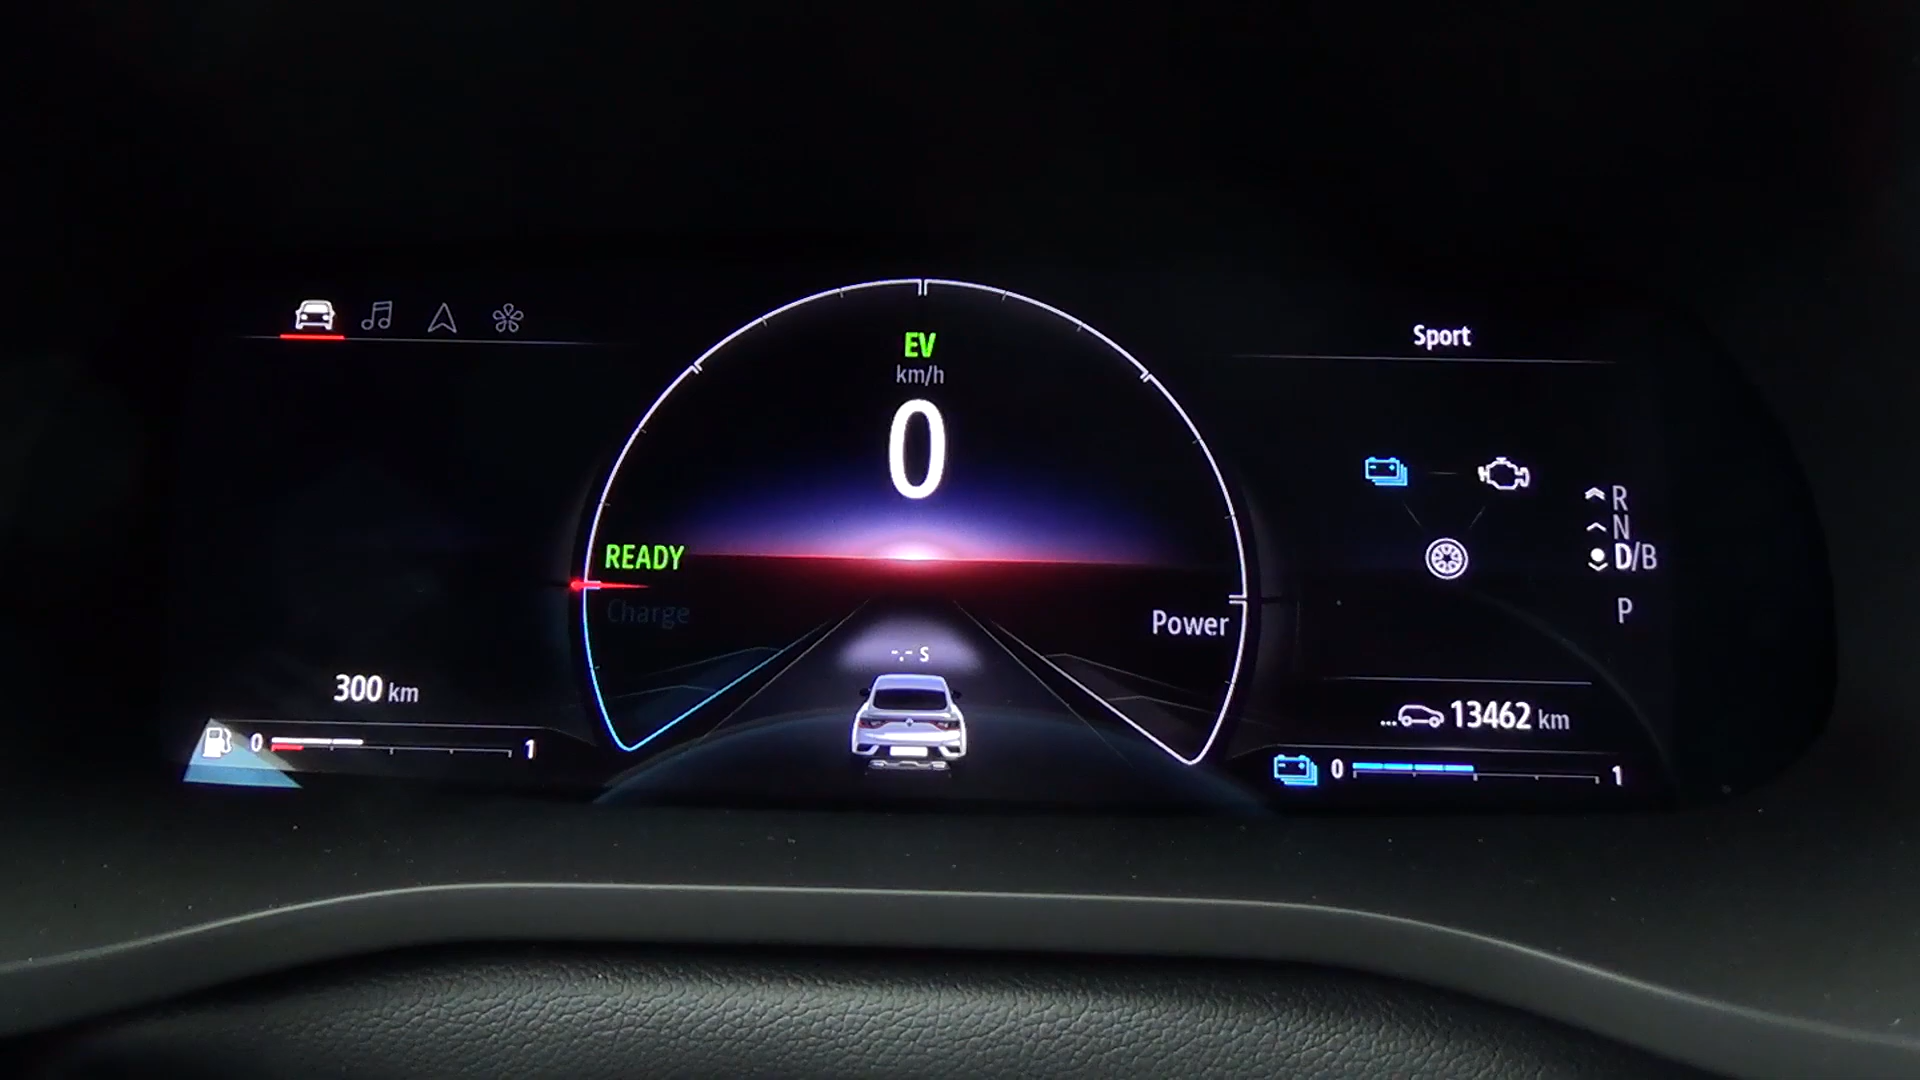 Sport
EV
km/h
0
R
N
READY
D/B
Charge
P
Power
-.- s
300 km
...13462 km
0 1
0 1